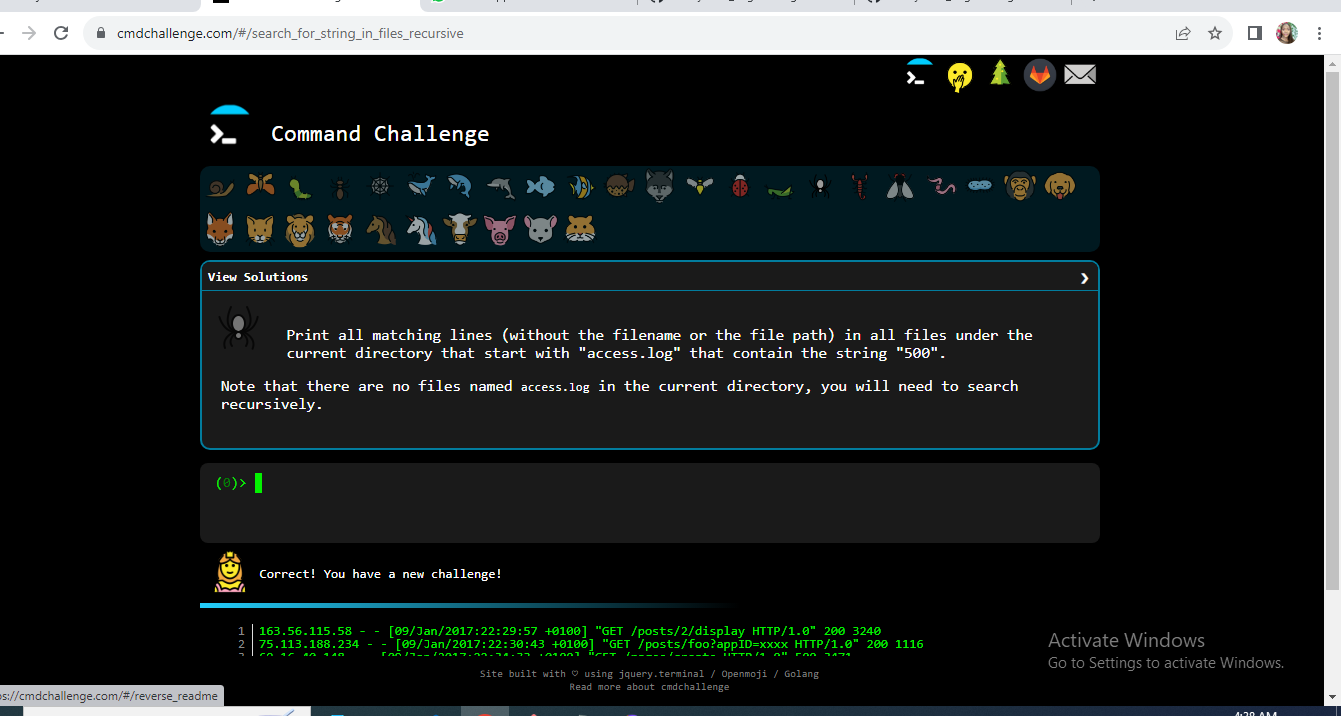 cmdchallenge.com/#/search_for_string_in_files_recursive
Command Challenge
View Solutions
Print all matching lines (without the filename or the file path) in all files under the
current directory that start with "access.log" that contain the string "500".
Note that there are no files named access.log in the current directory, you will need to search
recursively.
(0)>
Correct! You have a new challenge!
1 163.56.115.58 - - [09/Jan/2017:22:29:57 +0100] "GET /posts/2/display HTTP/1.0" 200 3240
2 75.113.188.234 - - [09/Jan/2017:22:30:43 +0100] "GET /posts/foo?appID=xxxx HTTP/1.0" 200 1116
Activate Windows
Go to Settings to activate Windows.
Site built with ♡ using jquery.terminal / Openmoji / Golang
Read more about cmdchallenge
ps://cmdchallenge.com/#/reverse_readme
4:28 AM